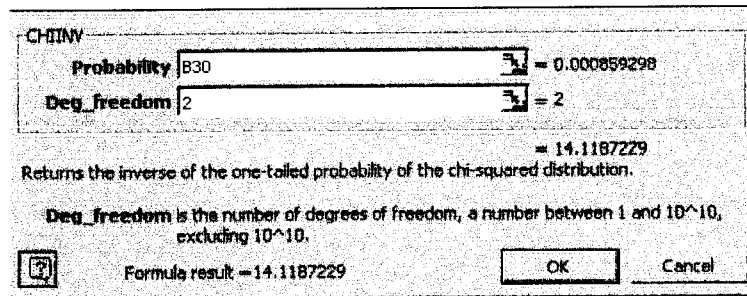 CHIINV
Probability B30 = 0.000859298
Deg_freedom 2 = 2
= 14.1187229
Returns the inverse of the one-tailed probability of the chi-squared distribution.
Deg_freedom is the number of degrees of freedom, a number between 1 and 10^10,
excluding 10^10.
? Formula result =14.1187229 OK Cancel